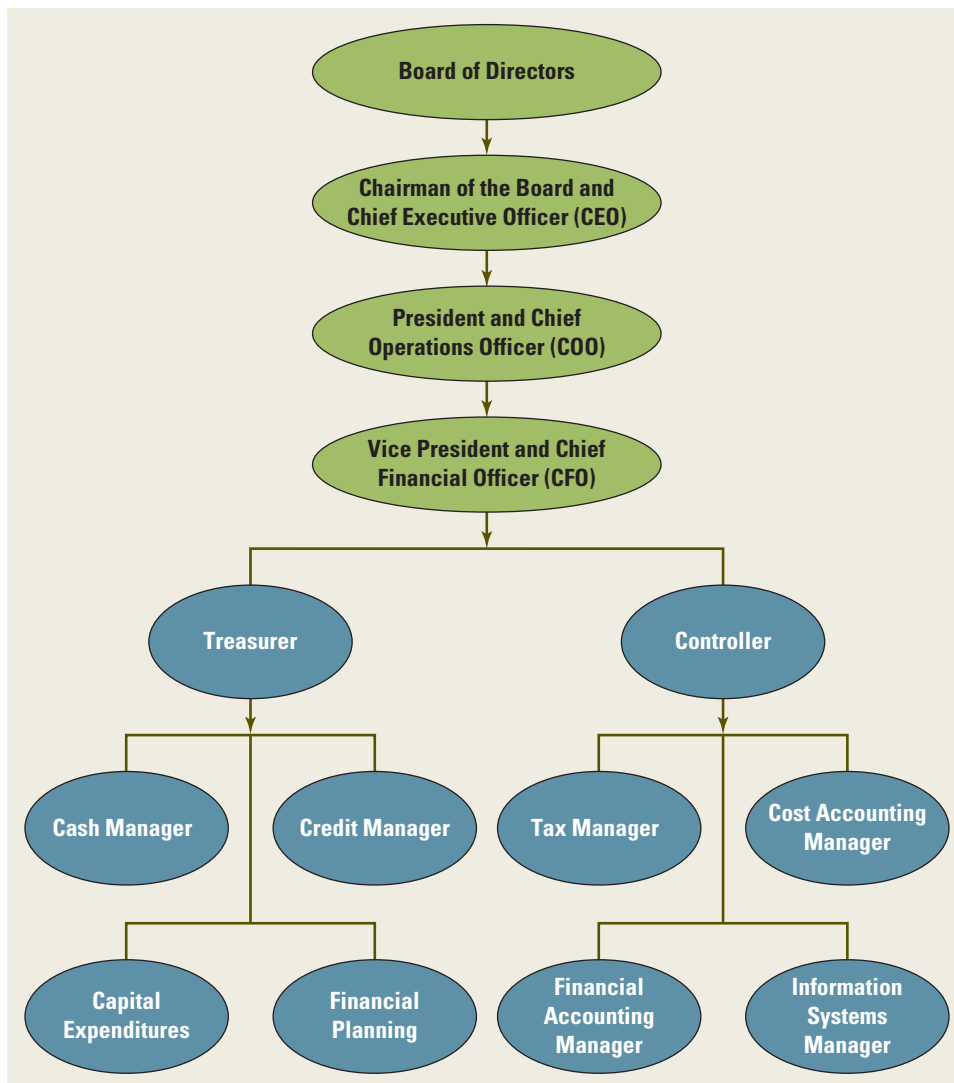 Board of Directors
Chairman of the Board and
Chief Executive Officer (CEO)
President and Chief
Operations Officer (COO)
Vice President and Chief
Financial Officer (CFO)
Treasurer
Controller
Cash Manager
Credit Manager
Tax Manager
Cost Accounting
Manager
Capital
Expenditures
Financial
Planning
Financial
Accounting
Manager
Information
Systems
Manager